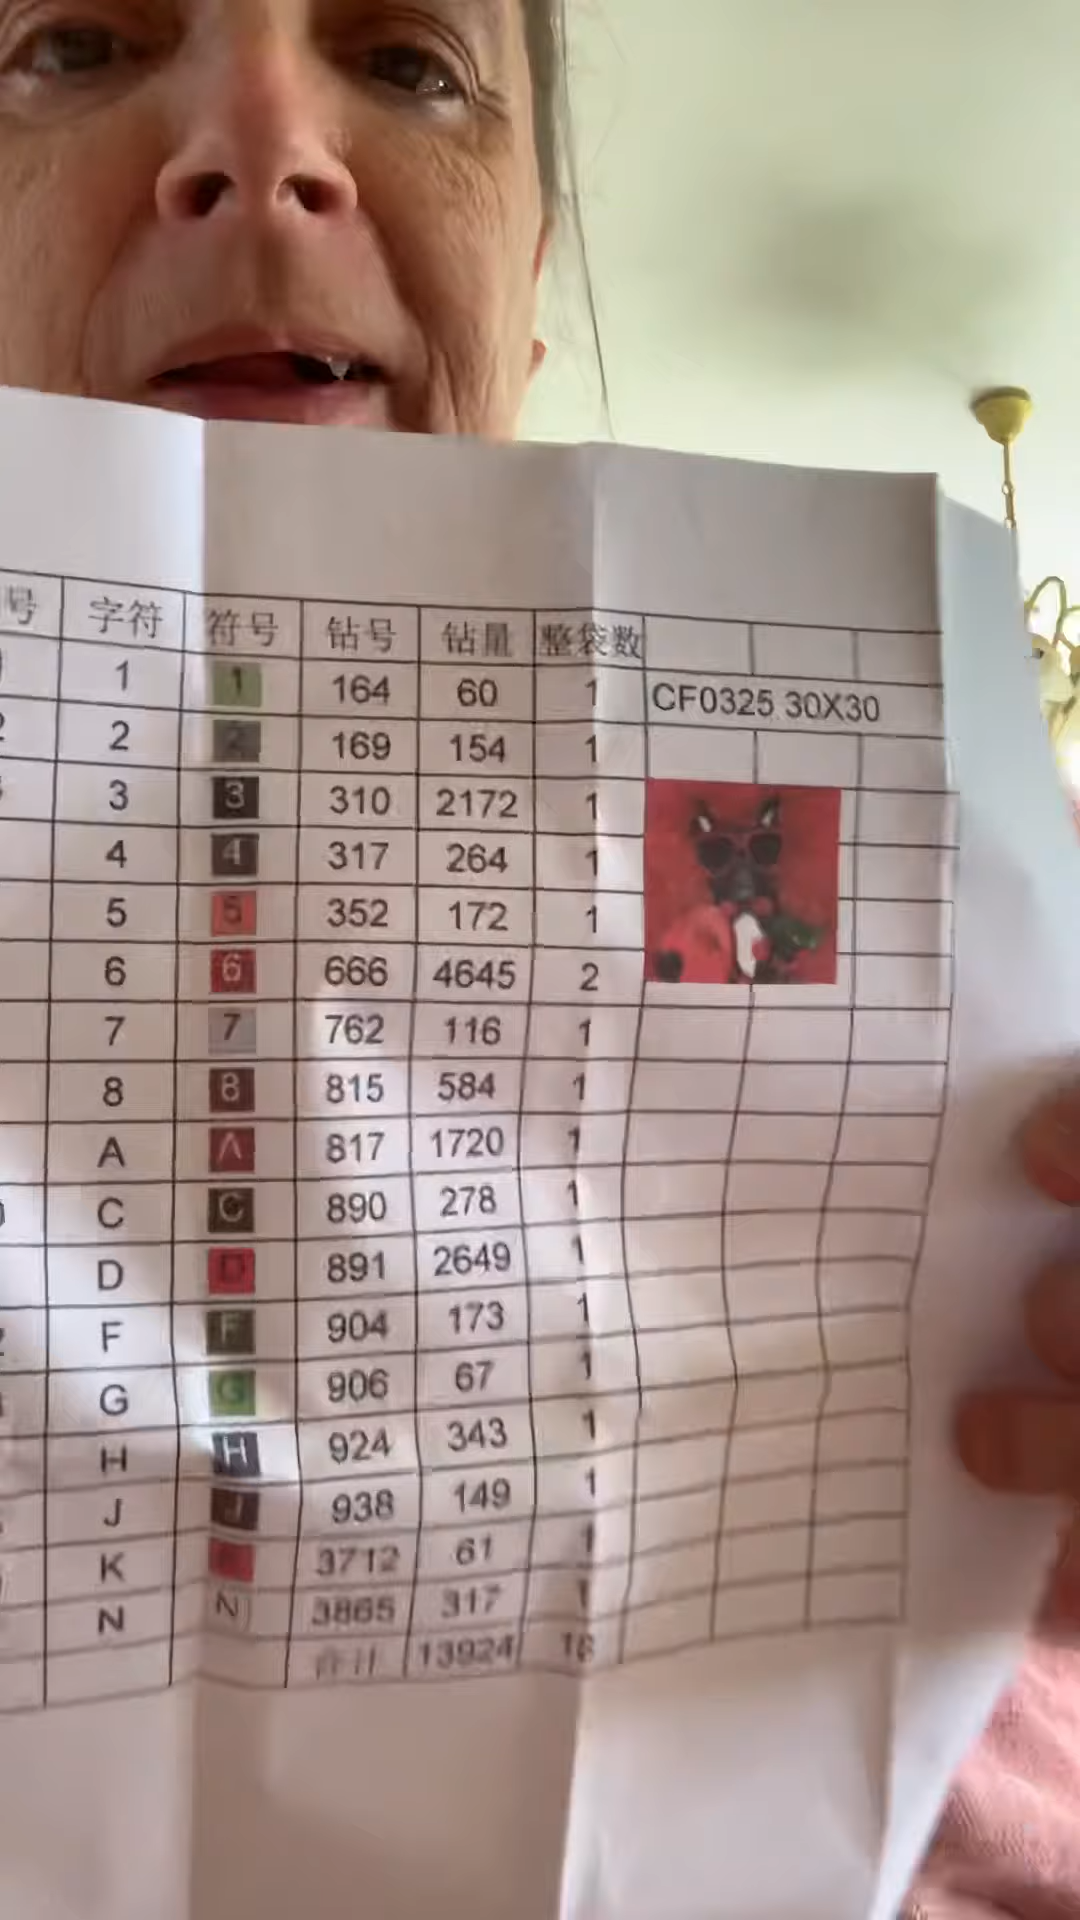 号 字符 符号 钻号 钻量 整袋数
1 1 164 60 1 CF0325 30X30
2 2 169 154 1
3 3 310 2172 1
4 4 317 264 1
5 5 352 172 1
6 6 666 4645 2
7 7 762 116 1
8 8 815 584 1
A A 817 1720 1
C C 890 278 1
D D 891 2649 1
F F 904 173 1
G G 906 67 1
H H 924 343 1
J J 938 149 1
K 3712 61 1
N N 3865 317 1
合计 13924 18